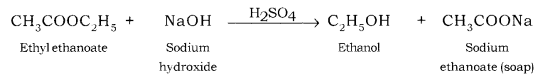 H₂SO₄
CH₃COOC₂H₅ + NaOH → C₂H₅OH + CH₃COONa
Ethyl ethanoate Sodium Ethanol Sodium
hydroxide ethanoate (soap)